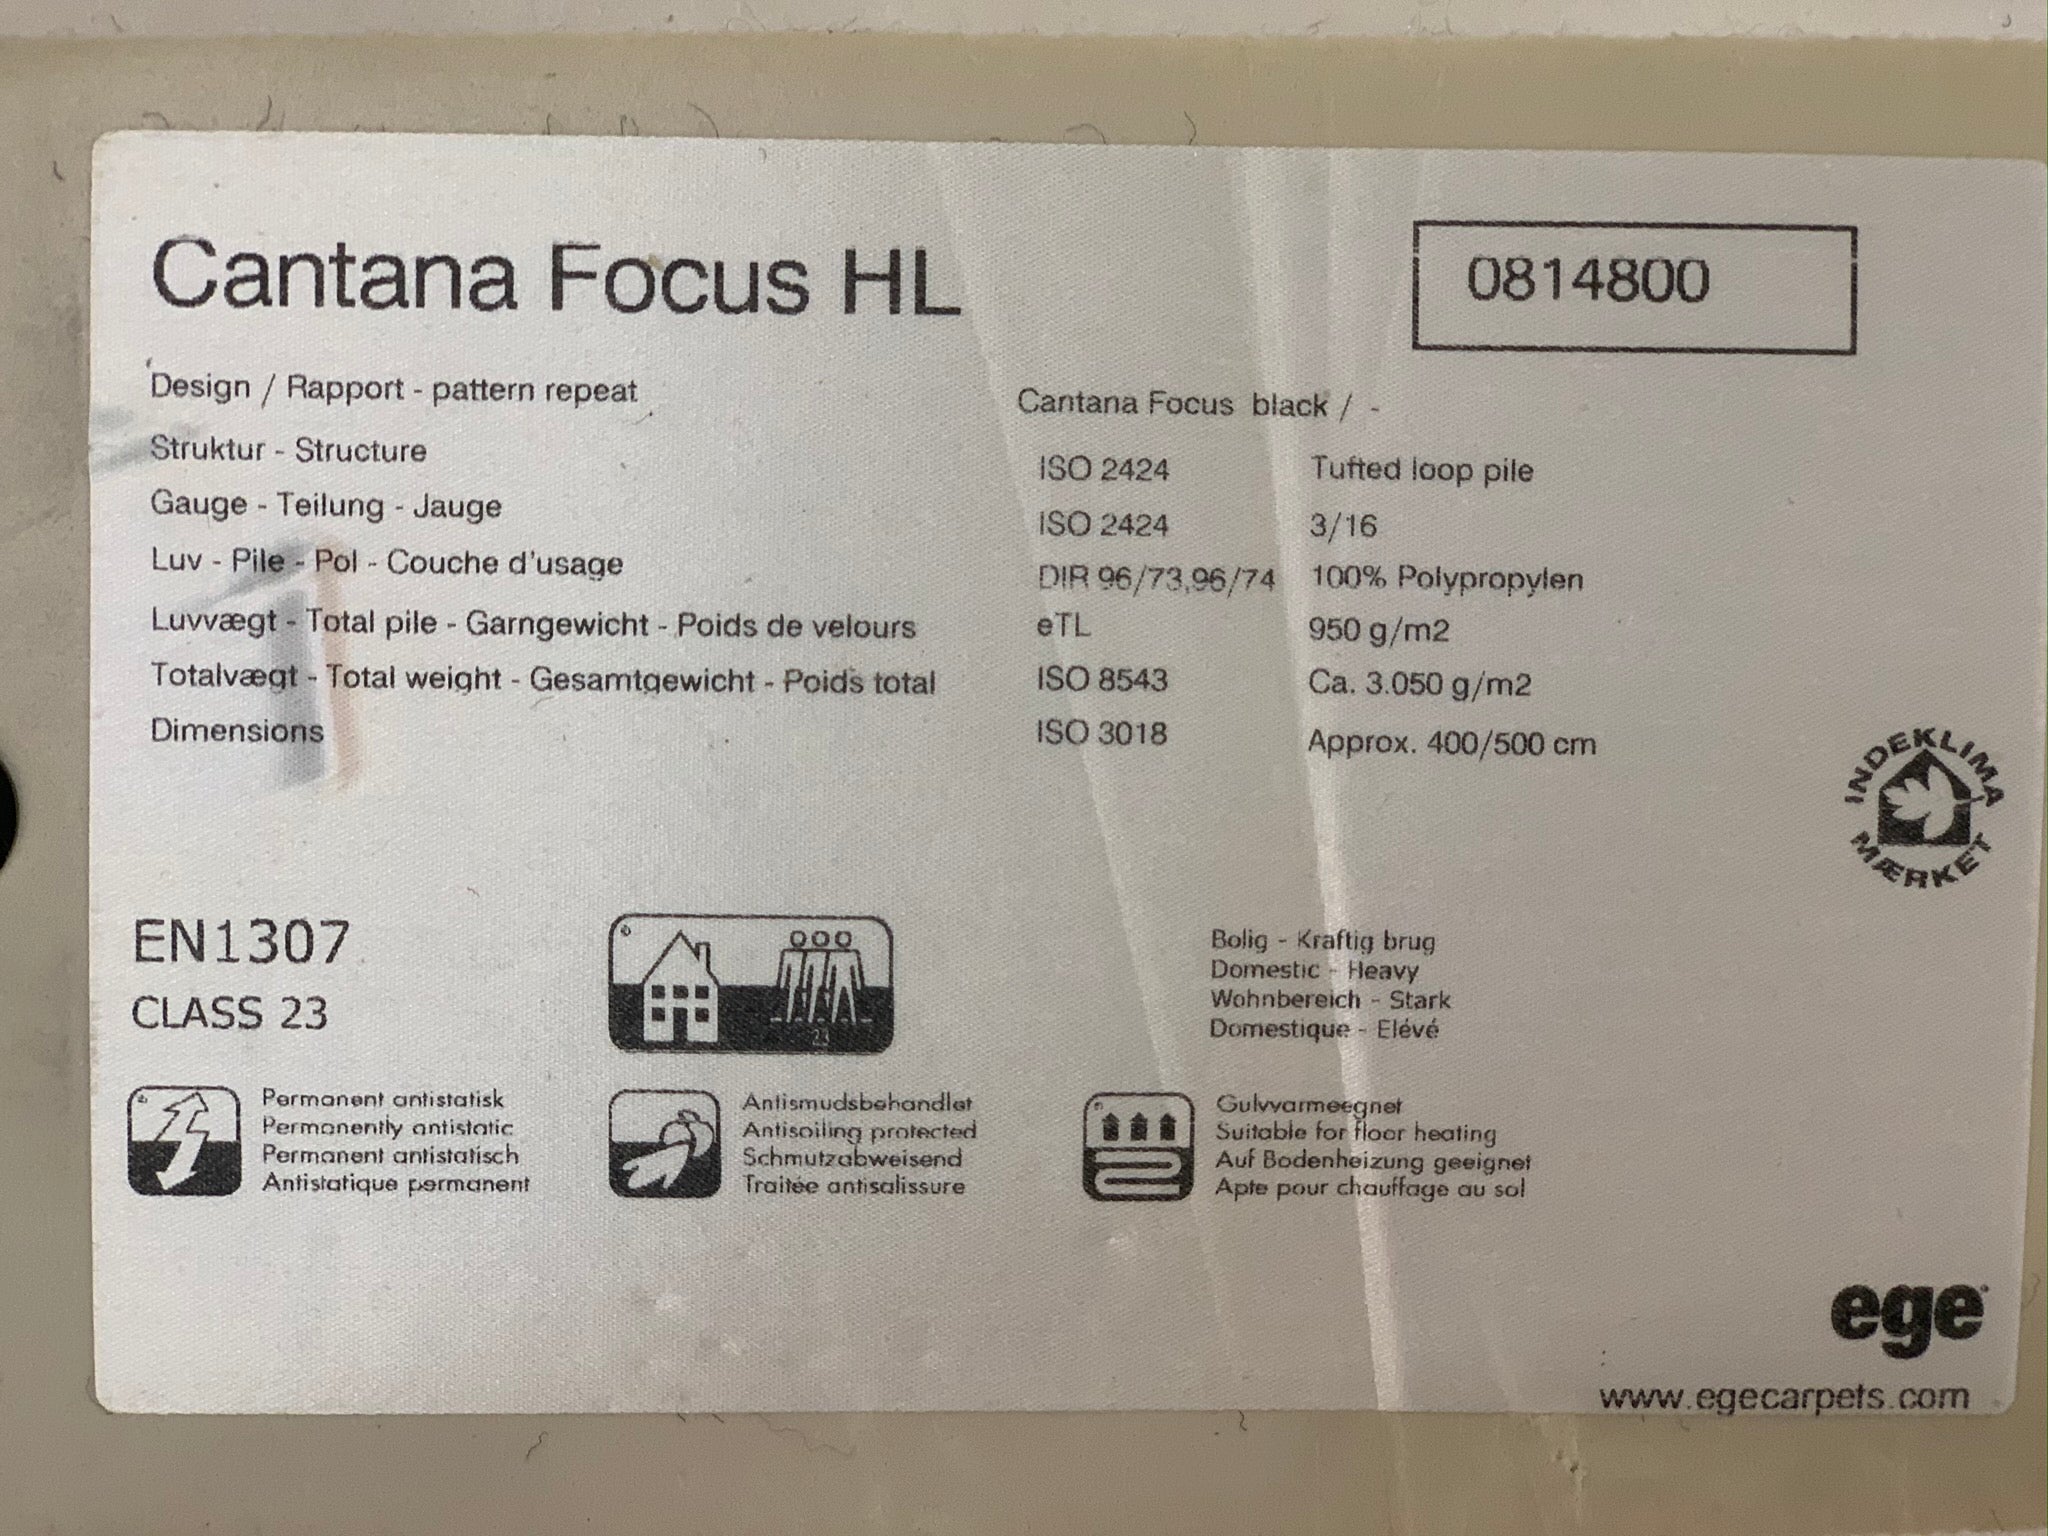 Cantana Focus HL
0814800
Design / Rapport - pattern repeat Cantana Focus black / -
Struktur - Structure ISO 2424 Tufted loop pile
Gauge - Teilung - Jauge ISO 2424 3/16
Luv - Pile - Pol - Couche d'usage DIR 96/73,96/74 100% Polypropylen
Luvvægt - Total pile - Garngewicht - Poids de velours eTL 950 g/m2
Totalvægt - Total weight - Gesamtgewicht - Poids total ISO 8543 Ca. 3.050 g/m2
Dimensions ISO 3018 Approx. 400/500 cm
INDEKLIMA
MÆRKET
EN1307
CLASS 23
23
Bolig - Kraftig brug
Domestic - Heavy
Wohnbereich - Stark
Domestique - Elévé
Permanent antistatisk
Permanently antistatic
Permanent antistatisch
Antistatique permanent
Antismudsbehandlet
Antisoiling protected
Schmutzabweisend
Traitée antisalissure
Gulvvarmeegnet
Suitable for floor heating
Auf Bodenheizung geeignet
Apte pour chauffage au sol
ege
www.egecarpets.com